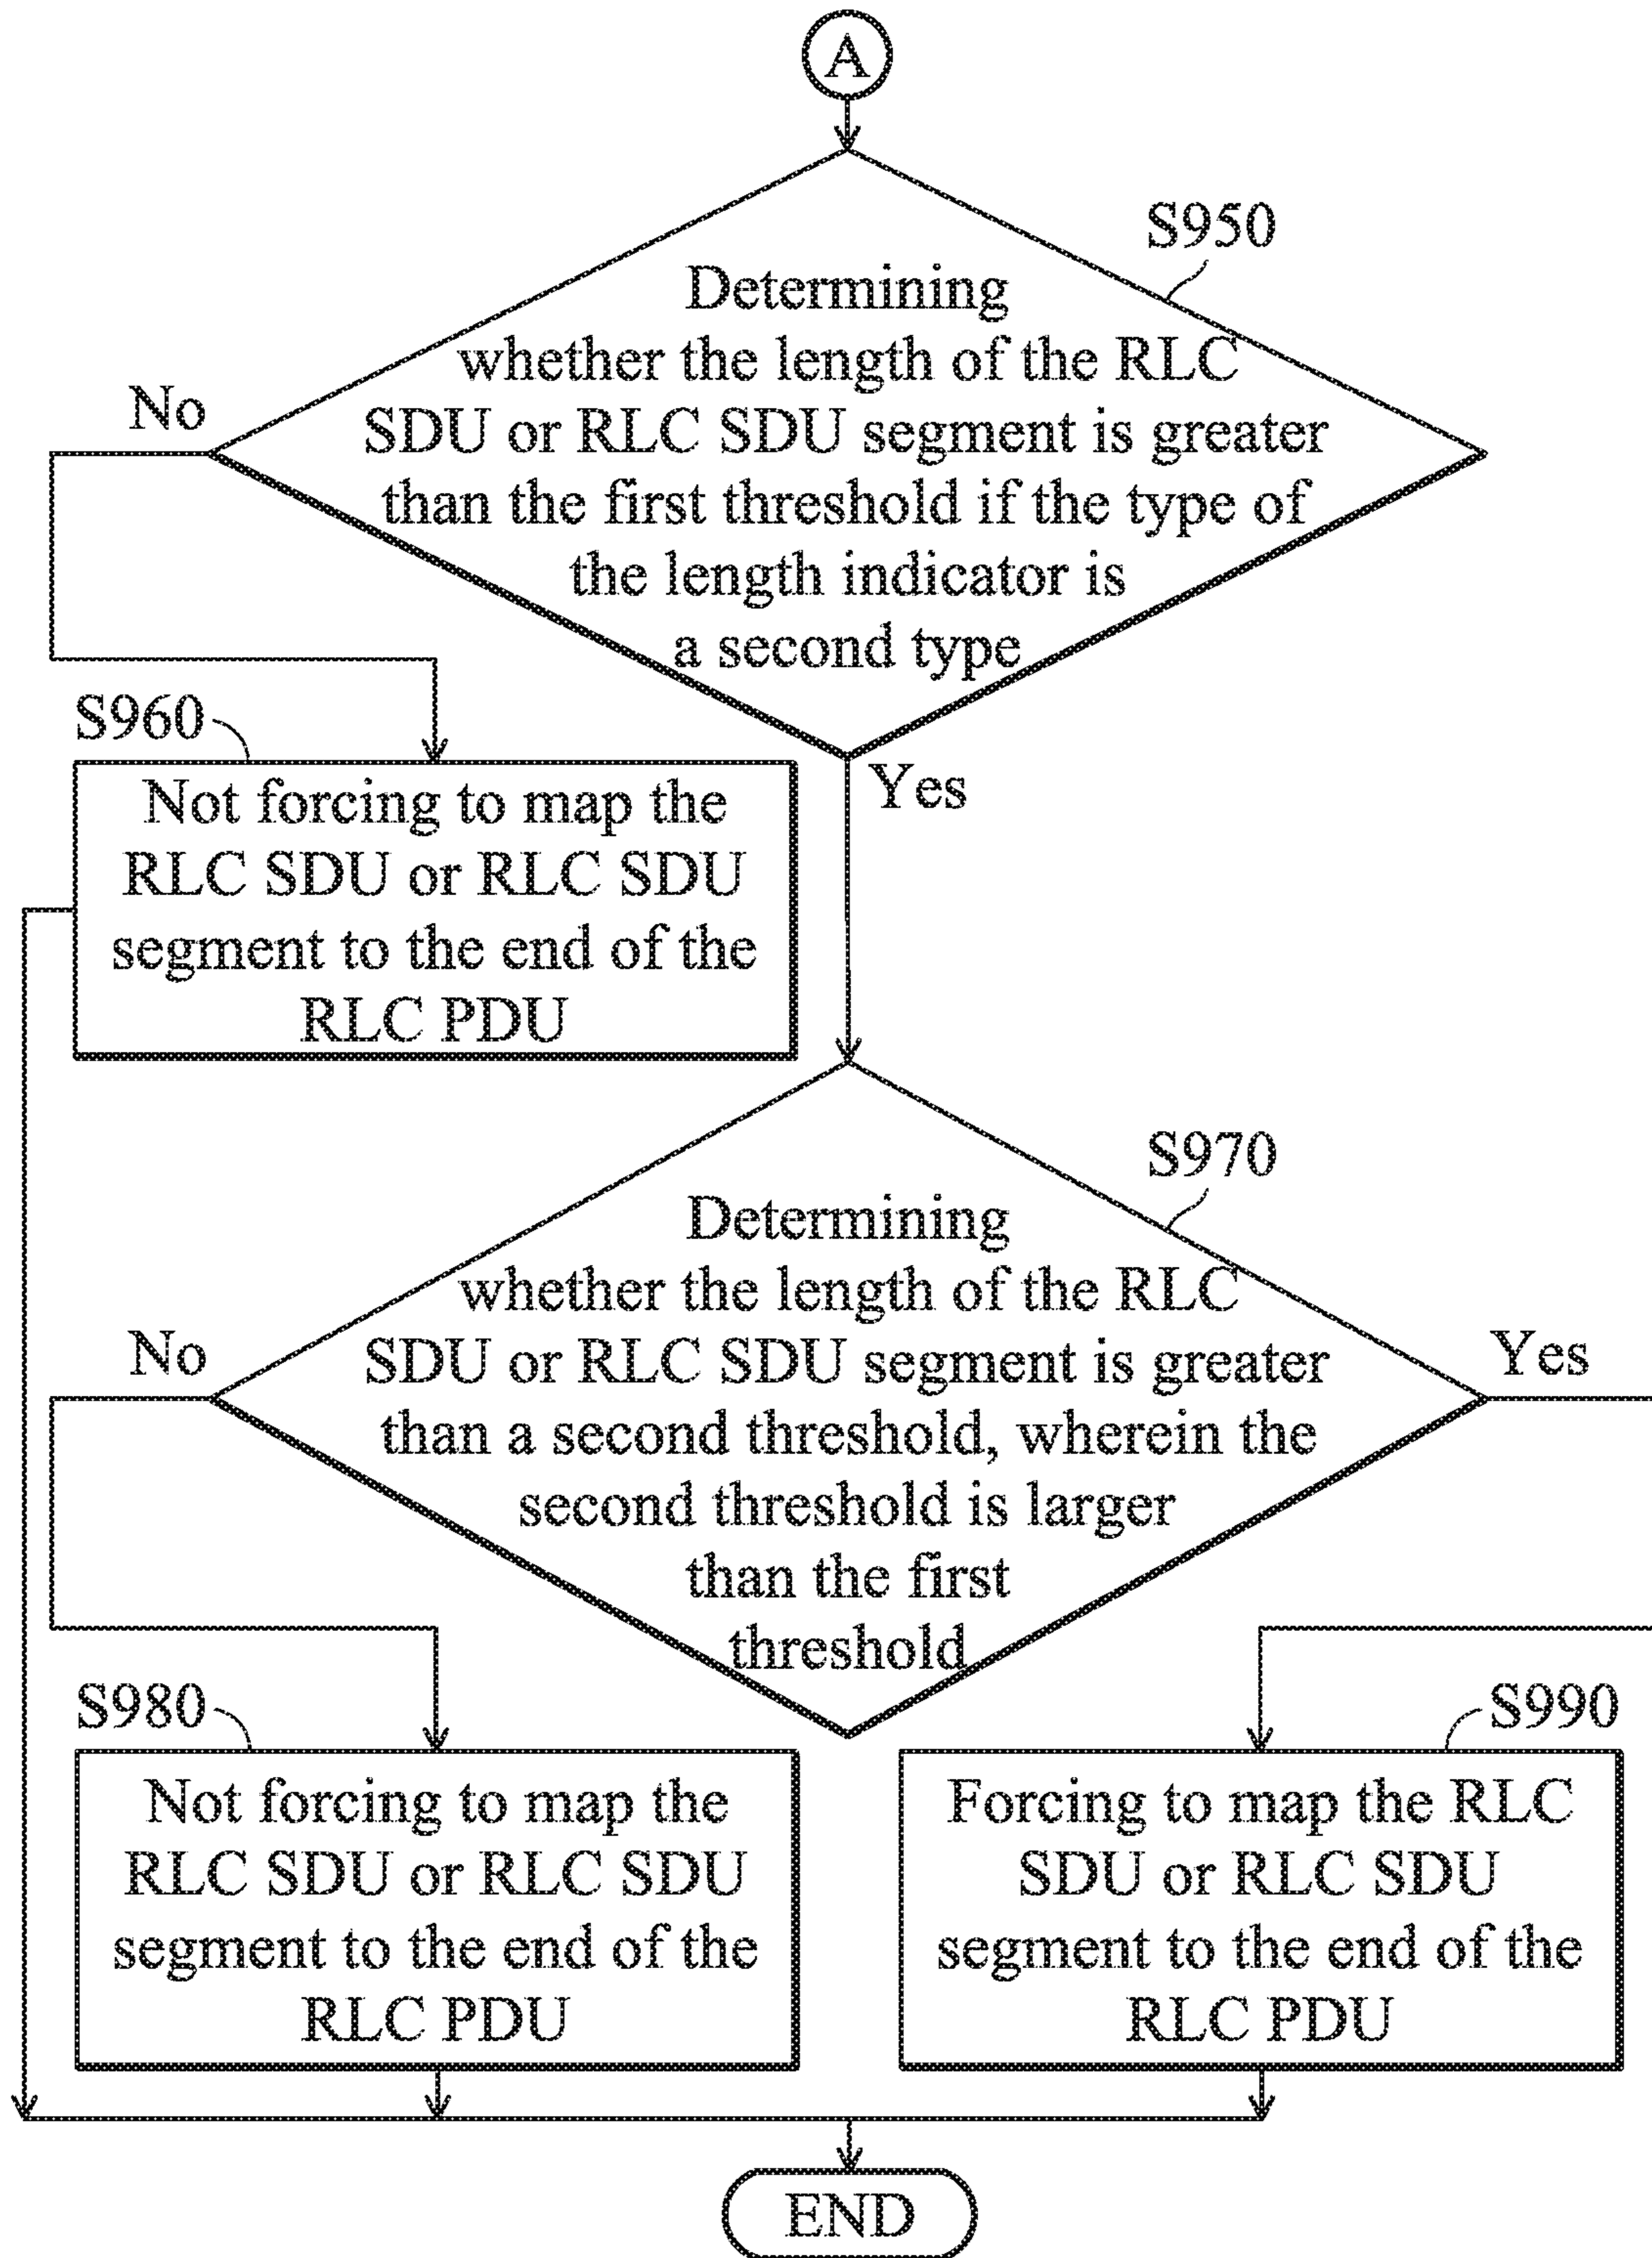 A
S950
Determining
whether the length of the RLC
SDU or RLC SDU segment is greater
than the first threshold if the type of
the length indicator is
a second type
No
Yes
S960
Not forcing to map the
RLC SDU or RLC SDU
segment to the end of the
RLC PDU
S970
Determining
whether the length of the RLC
SDU or RLC SDU segment is greater
than a second threshold, wherein the
second threshold is larger
than the first
threshold
No
Yes
S980
Not forcing to map the
RLC SDU or RLC SDU
segment to the end of the
RLC PDU
S990
Forcing to map the RLC
SDU or RLC SDU
segment to the end of the
RLC PDU
END